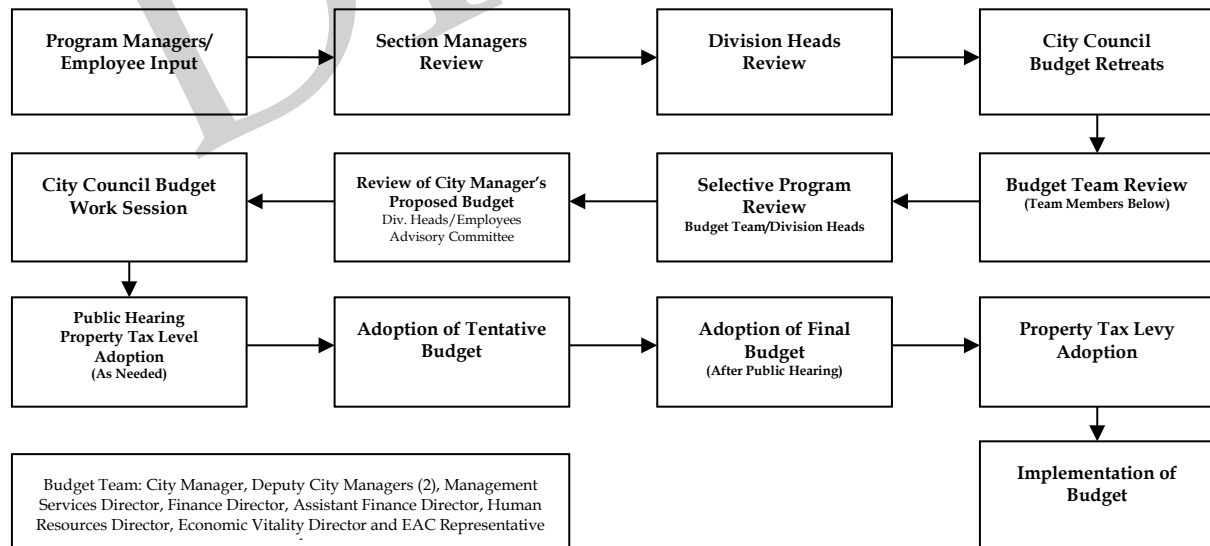 Program Managers/
Employee Input
Section Managers
Review
Division Heads
Review
City Council
Budget Retreats
City Council Budget
Work Session
Review of City Manager's
Proposed Budget
Div. Heads/Employees
Advisory Committee
Selective Program
Review
Budget Team/Division Heads
Budget Team Review
(Team Members Below)
Public Hearing
Property Tax Level
Adoption
(As Needed)
Adoption of Tentative
Budget
Adoption of Final
Budget
(After Public Hearing)
Property Tax Levy
Adoption
Implementation of
Budget
Budget Team: City Manager, Deputy City Managers (2), Management
Services Director, Finance Director, Assistant Finance Director, Human
Resources Director, Economic Vitality Director and EAC Representative